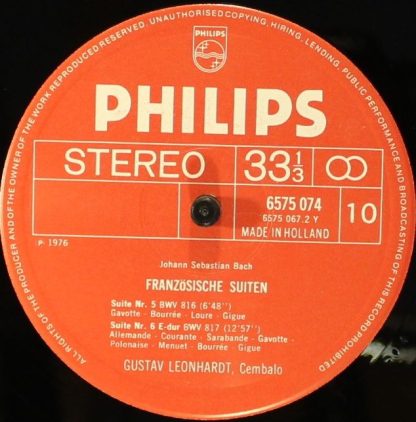 ALL RIGHTS OF THE PRODUCER AND OF THE OWNER OF THE WORK REPRODUCED RESERVED. UNAUTHORISED COPYING, HIRING, LENDING, PUBLIC PERFORMANCE AND BROADCASTING OF THIS RECORD PROHIBITED
PHILIPS
PHILIPS
STEREO 33 1/3
6575 074
6575 067.2 Y
MADE IN HOLLAND
10
P· 1976
Johann Sebastian Bach
FRANZÖSISCHE SUITEN
Suite Nr. 5 BWV 816 (6'48'')
Gavotte - Bourrée - Loure - Gigue
Suite Nr. 6 E-dur BWV 817 (12'57'')
Allemande - Courante - Sarabande - Gavotte -
Polonaise - Menuet - Bourrée - Gigue
GUSTAV LEONHARDT, Cembalo